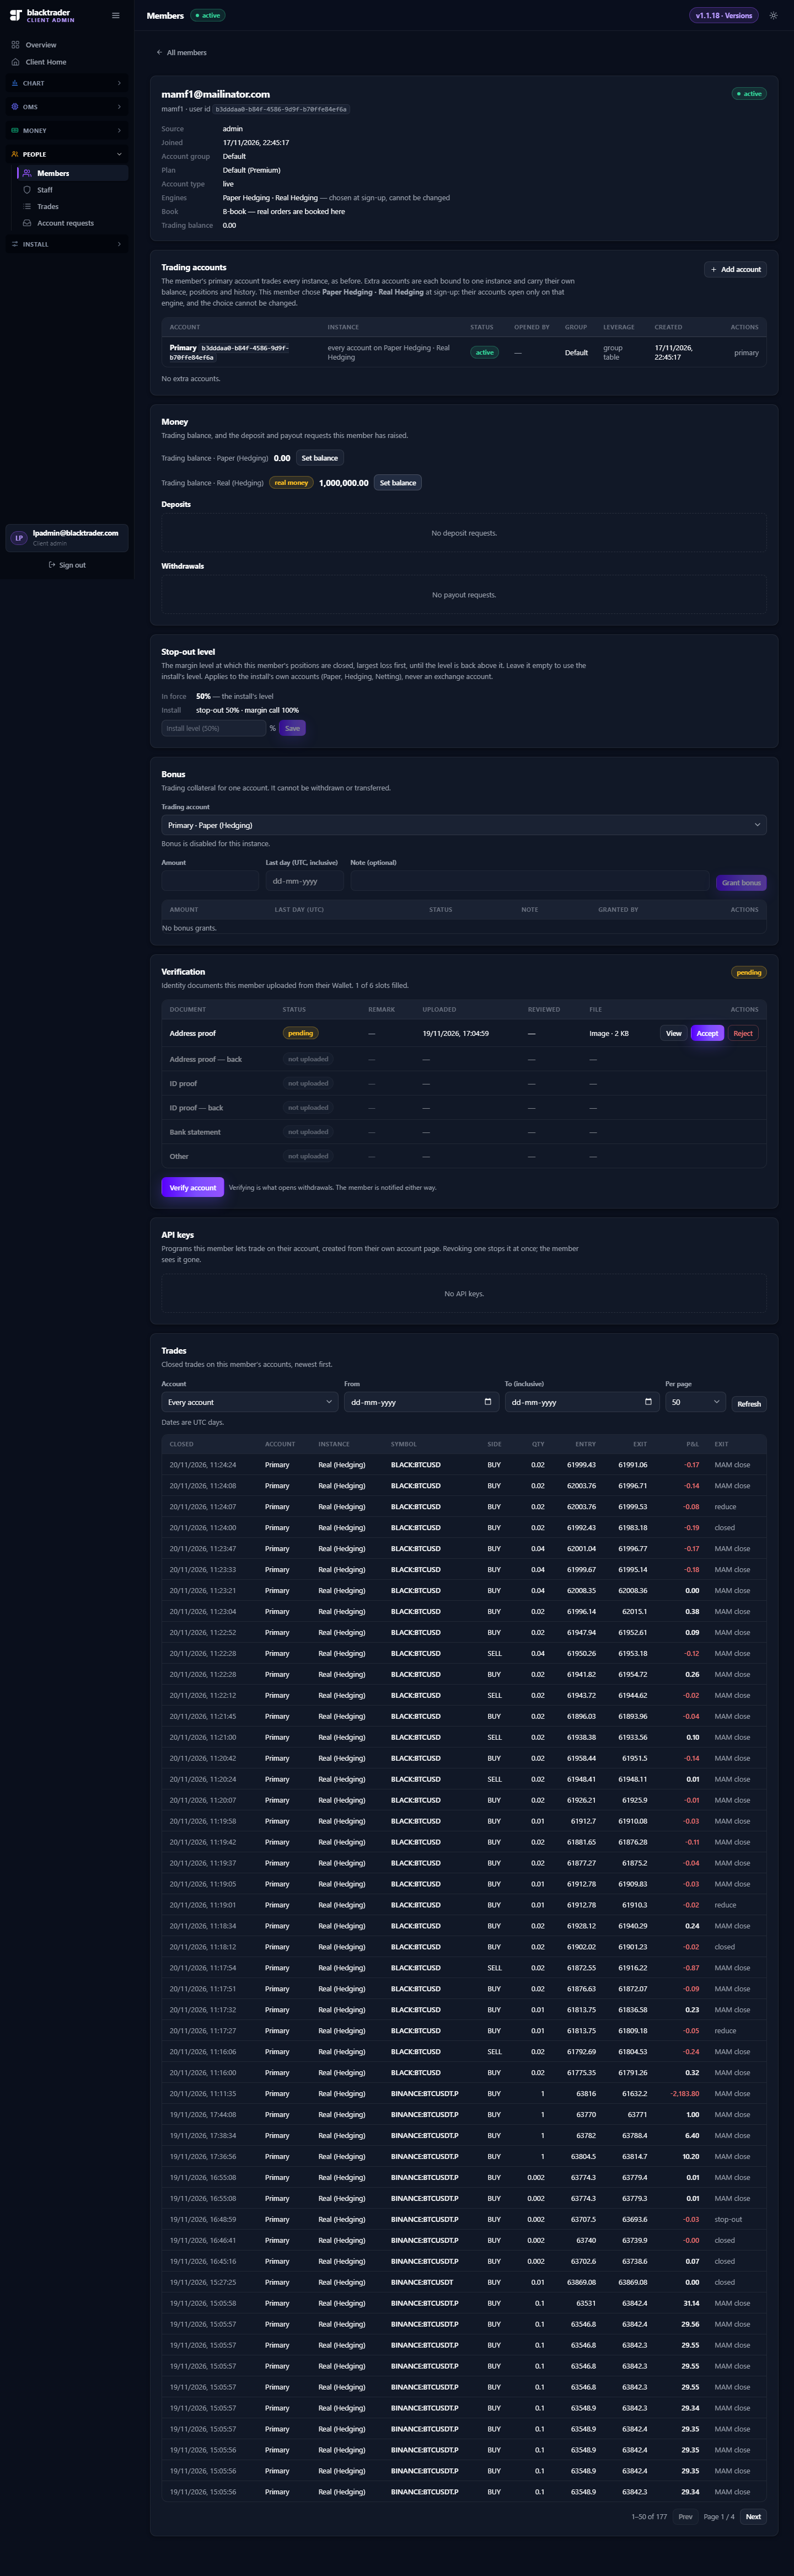 blacktrader
CLIENT ADMIN
Overview
Client Home
CHART
OMS
MONEY
PEOPLE
Members
Staff
Trades
Account requests
INSTALL
LP
lpadmin@blacktrader.com
Client admin
Sign out
Members active
v1.1.18 · Versions
All members
mamf1@mailinator.com
active
mamf1 · user id b3dddaa0-b84f-4586-9d9f-b70ffe84ef6a
Source admin
Joined 17/11/2026, 22:45:17
Account group Default
Plan Default (Premium)
Account type live
Engines Paper Hedging · Real Hedging — chosen at sign-up, cannot be changed
Book B-book — real orders are booked here
Trading balance 0.00
Trading accounts
+ Add account
The member's primary account trades every instance, as before. Extra accounts are each bound to one instance and carry their own
balance, positions and history. This member chose Paper Hedging · Real Hedging at sign-up: their accounts open only on that
engine, and the choice cannot be changed.
ACCOUNT INSTANCE STATUS OPENED BY GROUP LEVERAGE CREATED ACTIONS
Primary b3dddaa0-b84f-4586-9d9f-b70ffe84ef6a every account on Paper Hedging · Real Hedging active — Default group table 17/11/2026, 22:45:17 primary
No extra accounts.
Money
Trading balance, and the deposit and payout requests this member has raised.
Trading balance · Paper (Hedging) 0.00 Set balance
Trading balance · Real (Hedging) real money 1,000,000.00 Set balance
Deposits
No deposit requests.
Withdrawals
No payout requests.
Stop-out level
The margin level at which this member's positions are closed, largest loss first, until the level is back above it. Leave it empty to use the
install's level. Applies to the install's own accounts (Paper, Hedging, Netting), never an exchange account.
In force 50% — the install's level
Install stop-out 50% · margin call 100%
Install level (50%) % Save
Bonus
Trading collateral for one account. It cannot be withdrawn or transferred.
Trading account
Primary · Paper (Hedging)
Bonus is disabled for this instance.
Amount Last day (UTC, inclusive) Note (optional)
dd-mm-yyyy Grant bonus
AMOUNT LAST DAY (UTC) STATUS NOTE GRANTED BY ACTIONS
No bonus grants.
Verification
pending
Identity documents this member uploaded from their Wallet. 1 of 6 slots filled.
DOCUMENT STATUS REMARK UPLOADED REVIEWED FILE ACTIONS
Address proof pending — 19/11/2026, 17:04:59 — Image · 2 KB View Accept Reject
Address proof — back not uploaded — — — —
ID proof not uploaded — — — —
ID proof — back not uploaded — — — —
Bank statement not uploaded — — — —
Other not uploaded — — — —
Verify account Verifying is what opens withdrawals. The member is notified either way.
API keys
Programs this member lets trade on their account, created from their own account page. Revoking one stops it at once; the member
sees it gone.
No API keys.
Trades
Closed trades on this member's accounts, newest first.
Account From To (inclusive) Per page
Every account dd-mm-yyyy dd-mm-yyyy 50 Refresh
Dates are UTC days.
CLOSED ACCOUNT INSTANCE SYMBOL SIDE QTY ENTRY EXIT P&L EXIT
20/11/2026, 11:24:24 Primary Real (Hedging) BLACK:BTCUSD BUY 0.02 61999.43 61991.06 -0.17 MAM close
20/11/2026, 11:24:08 Primary Real (Hedging) BLACK:BTCUSD BUY 0.02 62003.76 61996.71 -0.14 MAM close
20/11/2026, 11:24:07 Primary Real (Hedging) BLACK:BTCUSD BUY 0.02 62003.76 61999.53 -0.08 reduce
20/11/2026, 11:24:00 Primary Real (Hedging) BLACK:BTCUSD BUY 0.02 61992.43 61983.18 -0.19 closed
20/11/2026, 11:23:47 Primary Real (Hedging) BLACK:BTCUSD BUY 0.04 62001.04 61996.77 -0.17 MAM close
20/11/2026, 11:23:33 Primary Real (Hedging) BLACK:BTCUSD BUY 0.04 61999.67 61995.14 -0.18 MAM close
20/11/2026, 11:23:21 Primary Real (Hedging) BLACK:BTCUSD BUY 0.04 62008.35 62008.36 0.00 MAM close
20/11/2026, 11:23:04 Primary Real (Hedging) BLACK:BTCUSD BUY 0.02 61996.14 62015.1 0.38 MAM close
20/11/2026, 11:22:52 Primary Real (Hedging) BLACK:BTCUSD BUY 0.02 61947.94 61952.61 0.09 MAM close
20/11/2026, 11:22:28 Primary Real (Hedging) BLACK:BTCUSD SELL 0.04 61950.26 61953.18 -0.12 MAM close
20/11/2026, 11:22:28 Primary Real (Hedging) BLACK:BTCUSD BUY 0.02 61941.82 61954.72 0.26 MAM close
20/11/2026, 11:22:12 Primary Real (Hedging) BLACK:BTCUSD SELL 0.02 61943.72 61944.62 -0.02 MAM close
20/11/2026, 11:21:45 Primary Real (Hedging) BLACK:BTCUSD BUY 0.02 61896.03 61893.96 -0.04 MAM close
20/11/2026, 11:21:00 Primary Real (Hedging) BLACK:BTCUSD SELL 0.02 61938.38 61933.56 0.10 MAM close
20/11/2026, 11:20:42 Primary Real (Hedging) BLACK:BTCUSD BUY 0.02 61958.44 61951.5 -0.14 MAM close
20/11/2026, 11:20:24 Primary Real (Hedging) BLACK:BTCUSD SELL 0.02 61948.41 61948.11 0.01 MAM close
20/11/2026, 11:20:07 Primary Real (Hedging) BLACK:BTCUSD BUY 0.02 61926.21 61925.9 -0.01 MAM close
20/11/2026, 11:19:58 Primary Real (Hedging) BLACK:BTCUSD BUY 0.01 61912.7 61910.08 -0.03 MAM close
20/11/2026, 11:19:42 Primary Real (Hedging) BLACK:BTCUSD BUY 0.02 61881.65 61876.28 -0.11 MAM close
20/11/2026, 11:19:37 Primary Real (Hedging) BLACK:BTCUSD BUY 0.02 61877.27 61875.2 -0.04 MAM close
20/11/2026, 11:19:05 Primary Real (Hedging) BLACK:BTCUSD BUY 0.01 61912.78 61909.83 -0.03 MAM close
20/11/2026, 11:19:01 Primary Real (Hedging) BLACK:BTCUSD BUY 0.01 61912.78 61910.3 -0.02 reduce
20/11/2026, 11:18:34 Primary Real (Hedging) BLACK:BTCUSD BUY 0.02 61928.12 61940.29 0.24 MAM close
20/11/2026, 11:18:12 Primary Real (Hedging) BLACK:BTCUSD BUY 0.02 61902.02 61901.23 -0.02 closed
20/11/2026, 11:17:54 Primary Real (Hedging) BLACK:BTCUSD SELL 0.02 61872.55 61916.22 -0.87 MAM close
20/11/2026, 11:17:51 Primary Real (Hedging) BLACK:BTCUSD BUY 0.02 61876.63 61872.07 -0.09 MAM close
20/11/2026, 11:17:32 Primary Real (Hedging) BLACK:BTCUSD BUY 0.01 61813.75 61836.58 0.23 MAM close
20/11/2026, 11:17:27 Primary Real (Hedging) BLACK:BTCUSD BUY 0.01 61813.75 61809.18 -0.05 reduce
20/11/2026, 11:16:06 Primary Real (Hedging) BLACK:BTCUSD SELL 0.02 61792.69 61804.53 -0.24 MAM close
20/11/2026, 11:16:00 Primary Real (Hedging) BLACK:BTCUSD BUY 0.02 61775.35 61791.26 0.32 MAM close
20/11/2026, 11:11:35 Primary Real (Hedging) BINANCE:BTCUSDT.P BUY 1 63816 61632.2 -2,183.80 MAM close
19/11/2026, 17:44:08 Primary Real (Hedging) BINANCE:BTCUSDT.P BUY 1 63770 63771 1.00 MAM close
19/11/2026, 17:38:34 Primary Real (Hedging) BINANCE:BTCUSDT.P BUY 1 63782 63788.4 6.40 MAM close
19/11/2026, 17:36:56 Primary Real (Hedging) BINANCE:BTCUSDT.P BUY 1 63804.5 63814.7 10.20 MAM close
19/11/2026, 16:55:08 Primary Real (Hedging) BINANCE:BTCUSDT.P BUY 0.002 63774.3 63779.4 0.01 MAM close
19/11/2026, 16:55:08 Primary Real (Hedging) BINANCE:BTCUSDT.P BUY 0.002 63774.3 63779.3 0.01 MAM close
19/11/2026, 16:48:59 Primary Real (Hedging) BINANCE:BTCUSDT.P BUY 0.002 63707.5 63693.6 -0.03 stop-out
19/11/2026, 16:46:41 Primary Real (Hedging) BINANCE:BTCUSDT.P BUY 0.002 63740 63739.9 -0.00 closed
19/11/2026, 16:45:16 Primary Real (Hedging) BINANCE:BTCUSDT.P BUY 0.002 63702.6 63738.6 0.07 closed
19/11/2026, 15:27:25 Primary Real (Hedging) BINANCE:BTCUSDT BUY 0.01 63869.08 63869.08 0.00 closed
19/11/2026, 15:05:58 Primary Real (Hedging) BINANCE:BTCUSDT.P BUY 0.1 63531 63842.4 31.14 MAM close
19/11/2026, 15:05:57 Primary Real (Hedging) BINANCE:BTCUSDT.P BUY 0.1 63546.8 63842.4 29.56 MAM close
19/11/2026, 15:05:57 Primary Real (Hedging) BINANCE:BTCUSDT.P BUY 0.1 63546.8 63842.3 29.55 MAM close
19/11/2026, 15:05:57 Primary Real (Hedging) BINANCE:BTCUSDT.P BUY 0.1 63546.8 63842.3 29.55 MAM close
19/11/2026, 15:05:57 Primary Real (Hedging) BINANCE:BTCUSDT.P BUY 0.1 63546.8 63842.3 29.55 MAM close
19/11/2026, 15:05:57 Primary Real (Hedging) BINANCE:BTCUSDT.P BUY 0.1 63548.9 63842.3 29.34 MAM close
19/11/2026, 15:05:57 Primary Real (Hedging) BINANCE:BTCUSDT.P BUY 0.1 63548.9 63842.4 29.35 MAM close
19/11/2026, 15:05:56 Primary Real (Hedging) BINANCE:BTCUSDT.P BUY 0.1 63548.9 63842.4 29.35 MAM close
19/11/2026, 15:05:56 Primary Real (Hedging) BINANCE:BTCUSDT.P BUY 0.1 63548.9 63842.4 29.35 MAM close
19/11/2026, 15:05:56 Primary Real (Hedging) BINANCE:BTCUSDT.P BUY 0.1 63548.9 63842.3 29.34 MAM close
1–50 of 177 Prev Page 1 / 4 Next